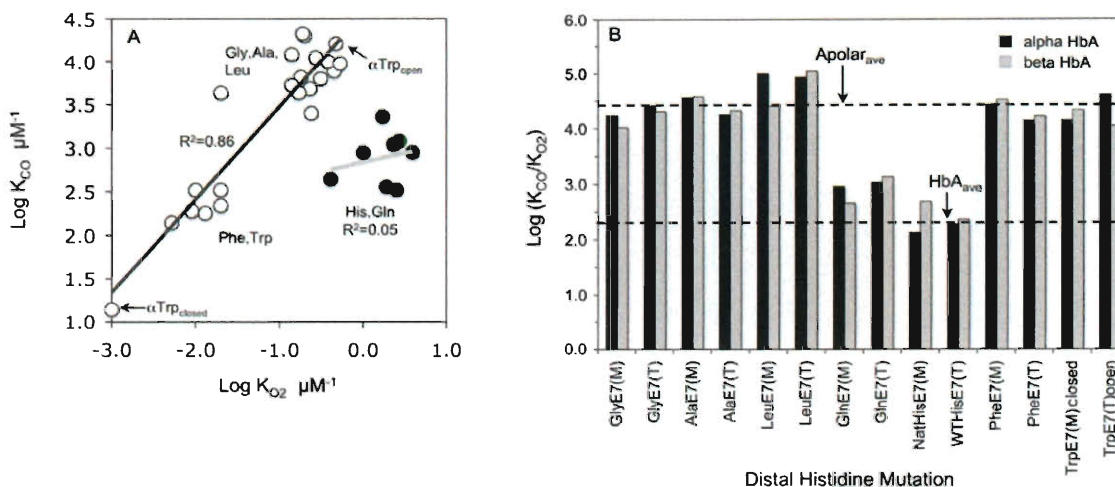 A
4.5
4.0
3.5
3.0
2.5
2.0
1.5
1.0
Log K_CO µM⁻¹
Gly,Ala,
Leu
αTrp_open
R²=0.86
His,Gln
R²=0.05
Phe,Trp
αTrp_closed
-3.0 -2.0 -1.0 0.0 1.0
Log K_O2 µM⁻¹
B
6.0
5.0
4.0
3.0
2.0
1.0
0.0
Log (K_CO/K_O2)
Apolar_ave
alpha HbA
beta HbA
HbA_ave
GlyE7(M)
GlyE7(T)
AlaE7(M)
AlaE7(T)
LeuE7(M)
LeuE7(T)
GlnE7(M)
GlnE7(T)
NatHisE7(M)
WTHisE7(T)
PheE7(M)
PheE7(T)
TrpE7(M)closed
TrpE7(T)open
Distal Histidine Mutation